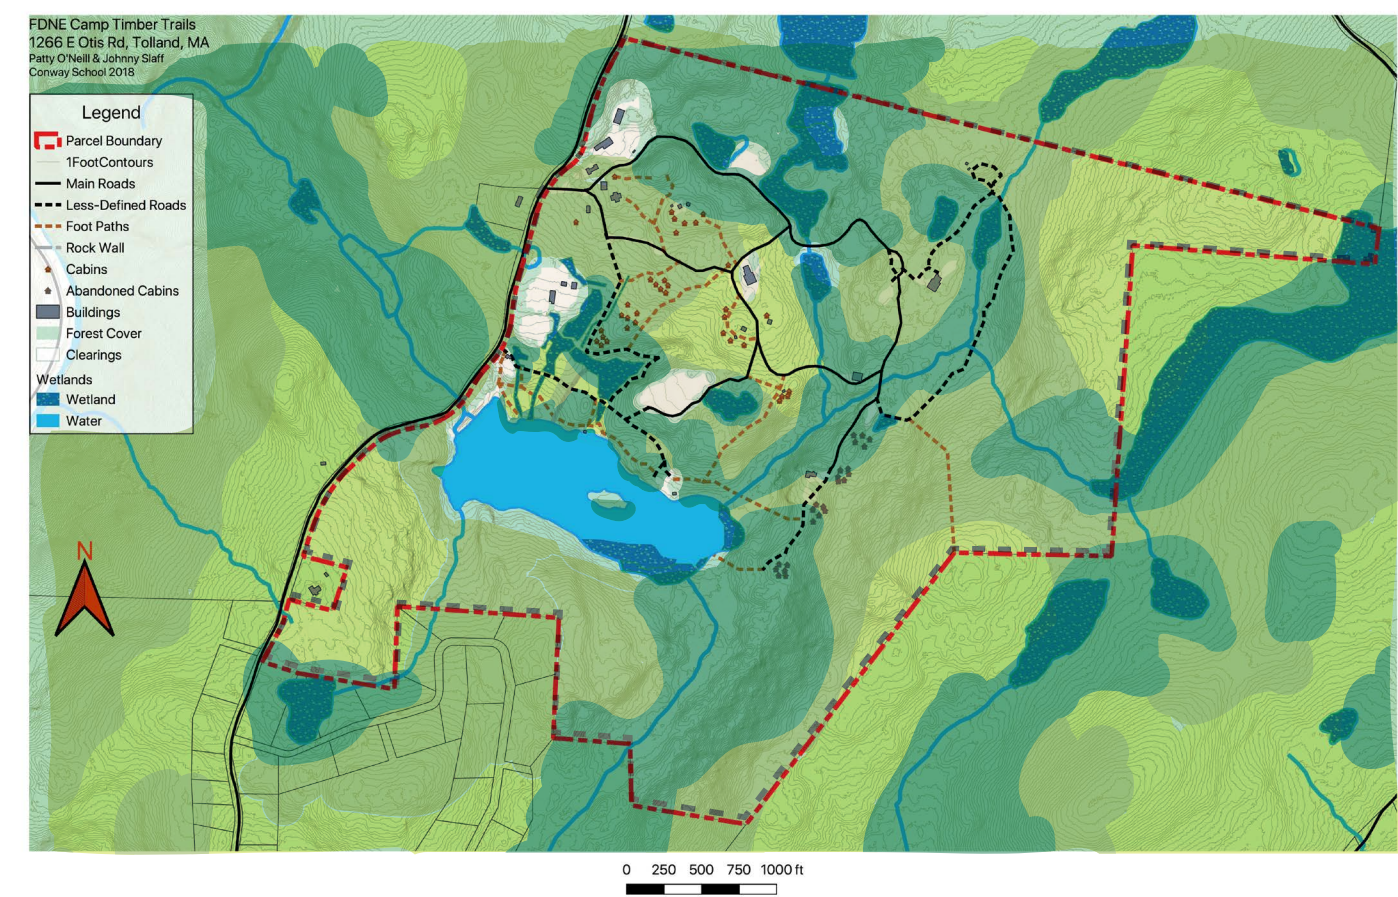 FDNE Camp Timber Trails
1266 E Otis Rd, Tolland, MA
Patty O'Neill & Johnny Slaff
Conway School 2018
Legend
Parcel Boundary
1FootContours
Main Roads
Less-Defined Roads
Foot Paths
Rock Wall
Cabins
Abandoned Cabins
Buildings
Forest Cover
Clearings
Wetlands
Wetland
Water
N
0 250 500 750 1000 ft